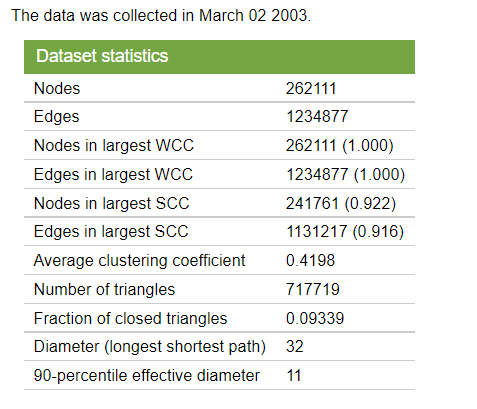 The data was collected in March 02 2003.
Dataset statistics
Nodes 262111
Edges 1234877
Nodes in largest WCC 262111 (1.000)
Edges in largest WCC 1234877 (1.000)
Nodes in largest SCC 241761 (0.922)
Edges in largest SCC 1131217 (0.916)
Average clustering coefficient 0.4198
Number of triangles 717719
Fraction of closed triangles 0.09339
Diameter (longest shortest path) 32
90-percentile effective diameter 11